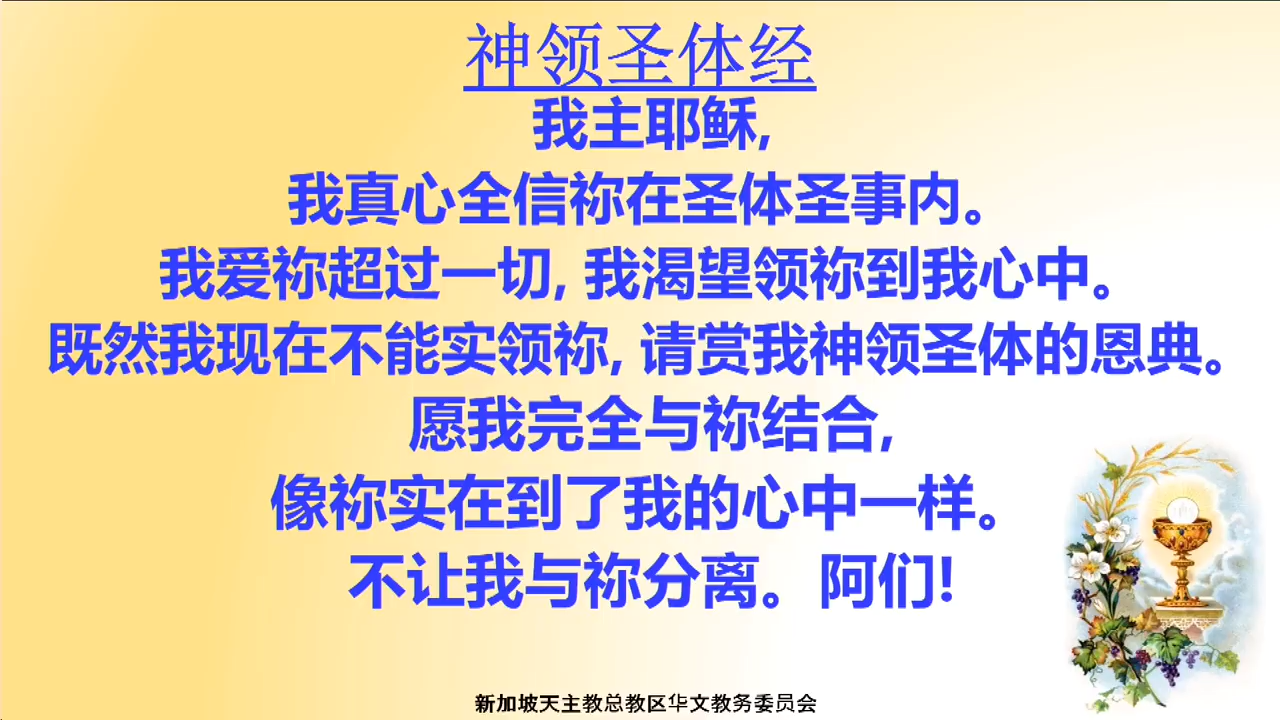 神领圣体经
我主耶稣,
我真心全信祢在圣体圣事内。
我爱祢超过一切, 我渴望领祢到我心中。
既然我现在不能实领祢, 请赏我神领圣体的恩典。
愿我完全与祢结合,
像祢实在到了我的心中一样。
不让我与祢分离。阿们!
新加坡天主教总教区华文教务委员会